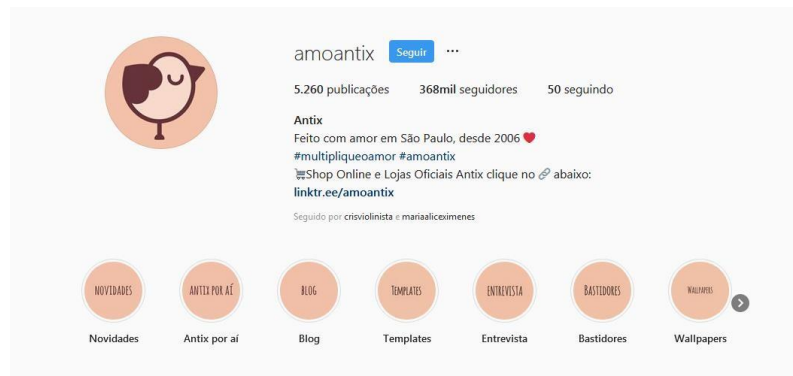 amoantix Seguir ...
5.260 publicações 368mil seguidores 50 seguindo
Antix
Feito com amor em São Paulo, desde 2006 ❤
#multipliqueoamor #amoantix
🛒Shop Online e Lojas Oficiais Antix clique no 🔗 abaixo:
linktr.ee/amoantix
Seguido por crisviolinista e mariaaliceximenes
NOVIDADES ANTIX POR AÍ BLOG TEMPLATES ENTREVISTA BASTIDORES WALLPAPERS
Novidades Antix por aí Blog Templates Entrevista Bastidores Wallpapers